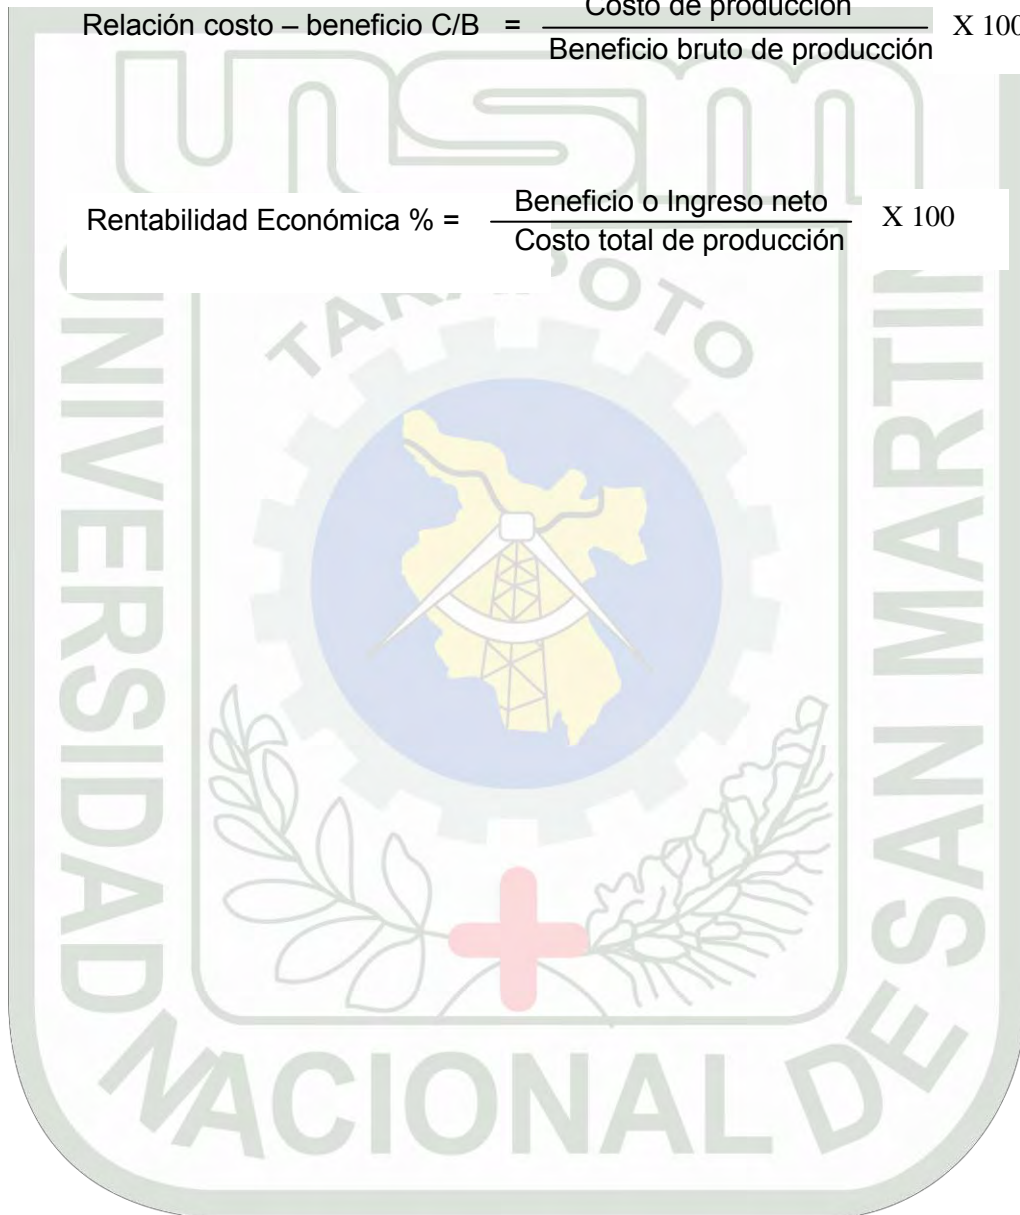 Relación costo – beneficio C/B = Costo de producción / Beneficio bruto de producción X 100
unsm
Rentabilidad Económica % = Beneficio o Ingreso neto / Costo total de producción X 100
UNIVERSIDAD NACIONAL DE SAN MARTIN